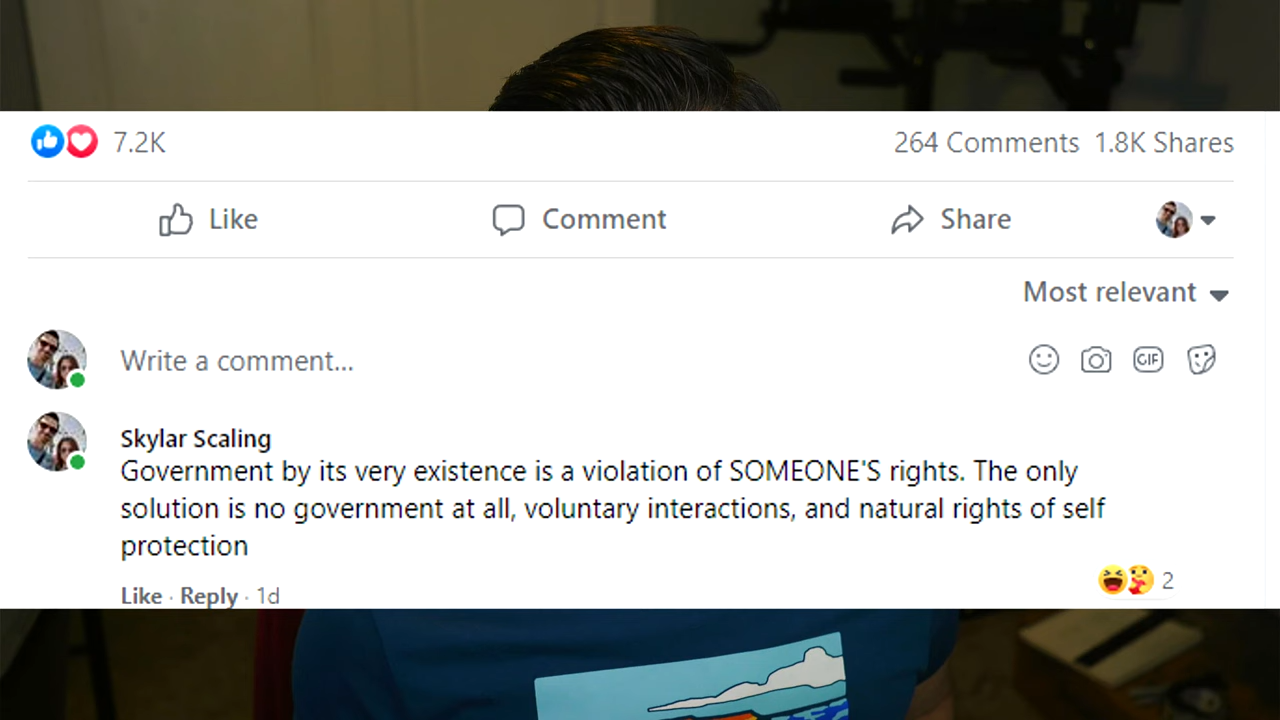 7.2K
264 Comments 1.8K Shares
Like
Comment
Share
Most relevant
Write a comment...
GIF
Skylar Scaling
Government by its very existence is a violation of SOMEONE'S rights. The only
solution is no government at all, voluntary interactions, and natural rights of self
protection
Like · Reply · 1d
2